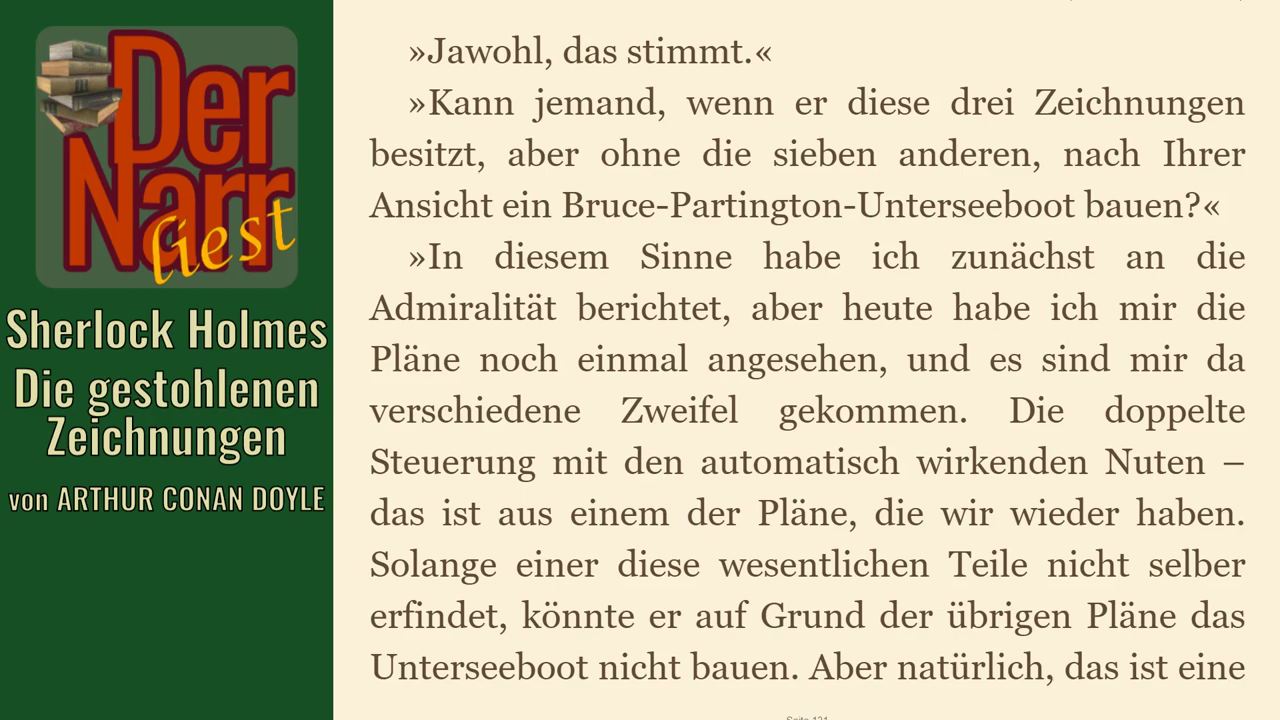 Der
Narr
liest
Sherlock Holmes
Die gestohlenen
Zeichnungen
von ARTHUR CONAN DOYLE
»Jawohl, das stimmt.«
»Kann jemand, wenn er diese drei Zeichnungen
besitzt, aber ohne die sieben anderen, nach Ihrer
Ansicht ein Bruce-Partington-Unterseeboot bauen?«
»In diesem Sinne habe ich zunächst an die
Admiralität berichtet, aber heute habe ich mir die
Pläne noch einmal angesehen, und es sind mir da
verschiedene Zweifel gekommen. Die doppelte
Steuerung mit den automatisch wirkenden Nuten –
das ist aus einem der Pläne, die wir wieder haben.
Solange einer diese wesentlichen Teile nicht selber
erfindet, könnte er auf Grund der übrigen Pläne das
Unterseeboot nicht bauen. Aber natürlich, das ist eine